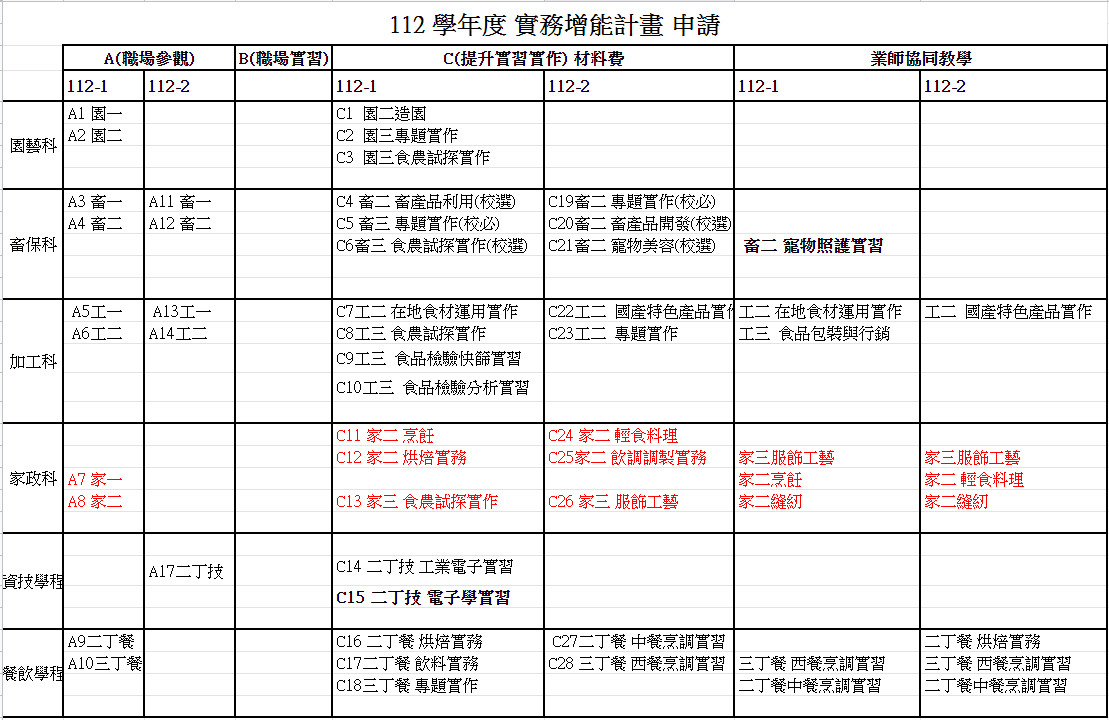 112 學年度 實務增能計畫 申請
A(職場參觀) B(職場實習) C(提升實習實作) 材料費 業師協同教學
112-1 112-2 112-1 112-2 112-1 112-2
園藝科
A1 園一 C1 園二造園
A2 園二 C2 園三專題實作
C3 園三食農試探實作
畜保科
A3 畜一 A11 畜一 C4 畜二 畜產品利用(校選) C19畜二 專題實作(校必)
A4 畜二 A12 畜二 C5 畜三 專題實作(校必) C20畜二 畜產品開發(校選)
C6畜三 食農試探實作(校選) C21畜二 寵物美容(校選) 畜二 寵物照護實習
加工科
A5工一 A13工一 C7工二 在地食材運用實作 C22工二 國產特色產品實作 工二 在地食材運用實作 工二 國產特色產品實作
A6工二 A14工二 C8工三 食農試探實作 C23工二 專題實作 工三 食品包裝與行銷
C9工三 食品檢驗快篩實習
C10工三 食品檢驗分析實習
家政科
C11 家二 烹飪 C24 家二 輕食料理
C12 家二 烘焙實務 C25家二 飲調調製實務 家三服飾工藝 家三服飾工藝
A7 家一 家二烹飪 家二 輕食料理
A8 家二 C13 家三 食農試探實作 C26 家三 服飾工藝 家二縫紉 家二縫紉
資技學程
A17二丁技 C14 二丁技 工業電子實習
C15 二丁技 電子學實習
餐飲學程
A9二丁餐 C16 二丁餐 烘焙實務 C27二丁餐 中餐烹調實習 二丁餐 烘焙實務
A10三丁餐 C17二丁餐 飲料實務 C28 三丁餐 西餐烹調實習 三丁餐 西餐烹調實習 三丁餐 西餐烹調實習
C18三丁餐 專題實作 二丁餐中餐烹調實習 二丁餐中餐烹調實習